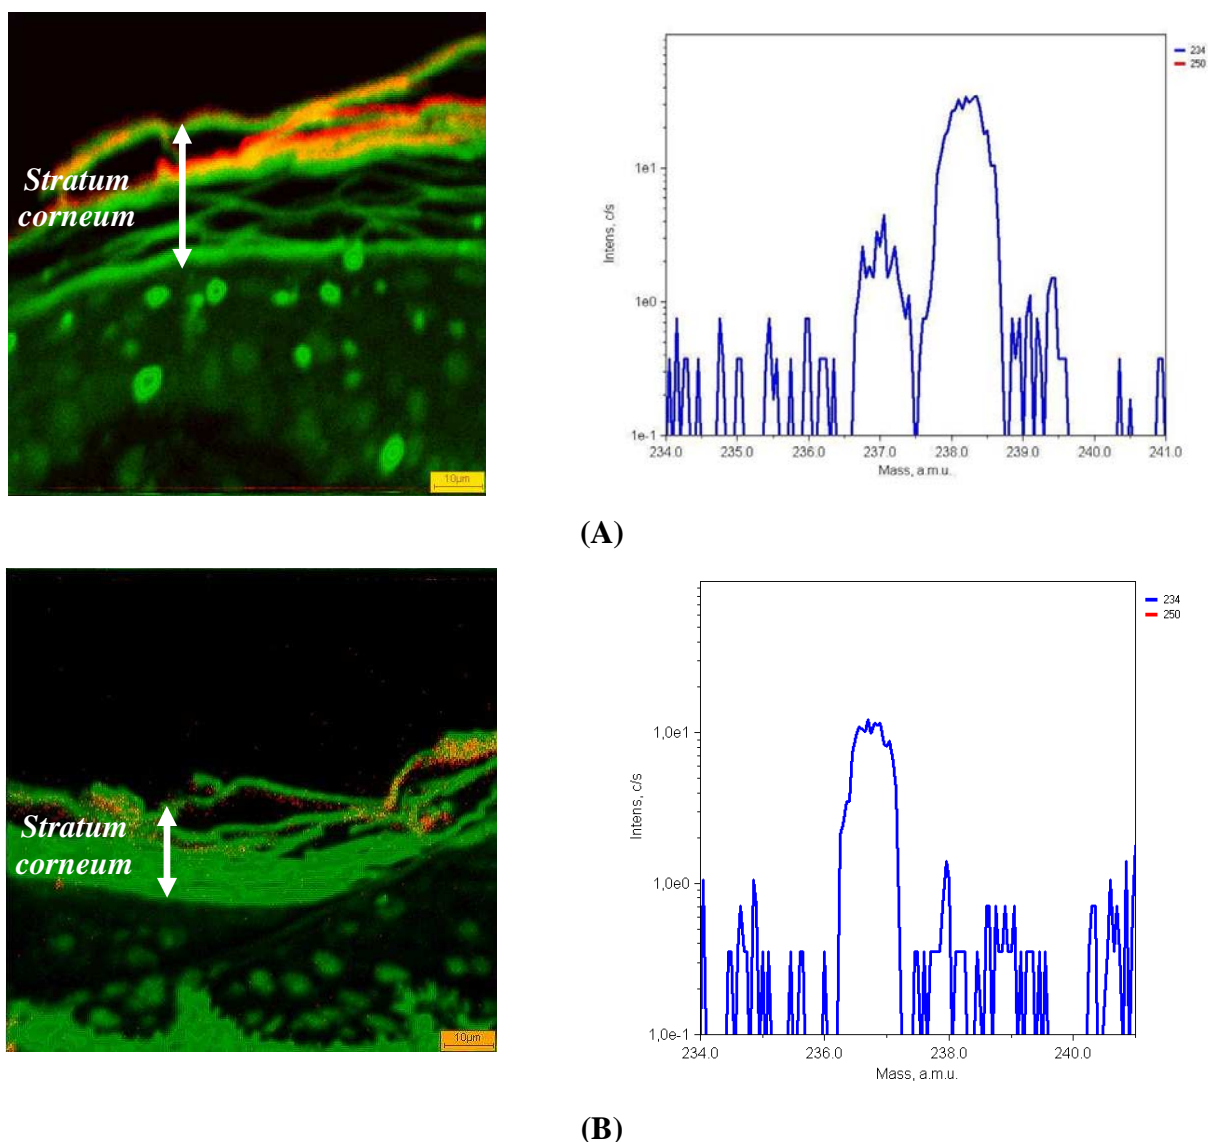 Stratum
corneum
10µm
Intens, c/s
1e1
1e0
1e-1
234.0 235.0 236.0 237.0 238.0 239.0 240.0 241.0
Mass, a.m.u.
234
250
(A)
Stratum
corneum
10µm
Intens, c/s
1,0e1
1,0e0
1,0e-1
234.0 236.0 238.0 240.0
Mass, a.m.u.
234
250
(B)